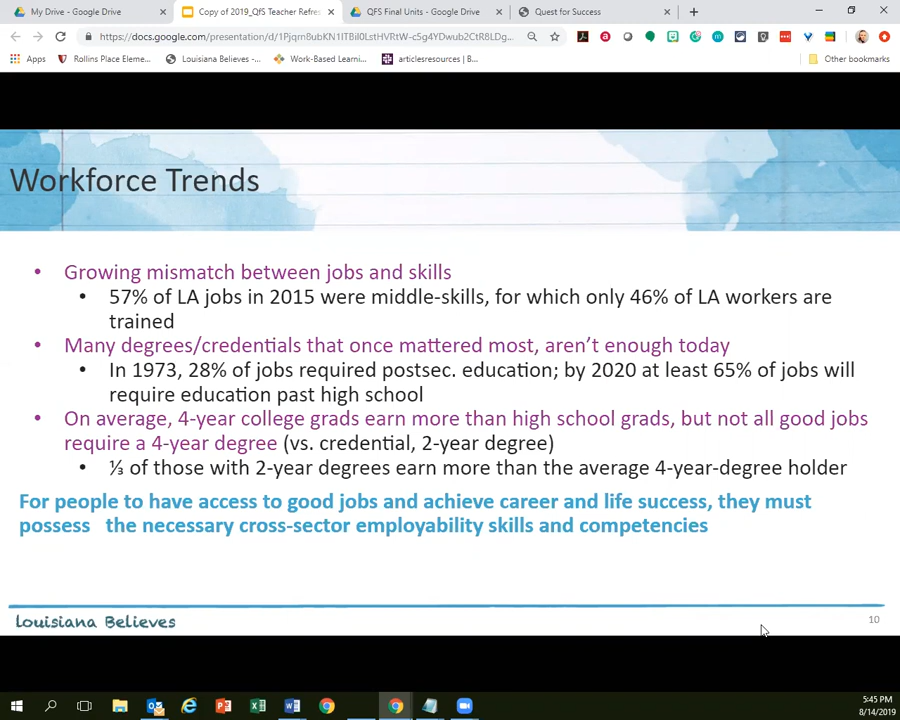 My Drive - Google Drive
Copy of 2019_QfS Teacher Refres
QFS Final Units - Google Drive
Quest for Success
https://docs.google.com/presentation/d/1Pjqm8ubKN1ITBiI0LstHVRtW-c5g4YDwub2CtR8LDg...
Apps
Rollins Place Eleme...
Louisiana Believes -...
Work-Based Learni...
articlesresources | B...
Other bookmarks
Workforce Trends
• Growing mismatch between jobs and skills
• 57% of LA jobs in 2015 were middle-skills, for which only 46% of LA workers are
trained
• Many degrees/credentials that once mattered most, aren't enough today
• In 1973, 28% of jobs required postsec. education; by 2020 at least 65% of jobs will
require education past high school
• On average, 4-year college grads earn more than high school grads, but not all good jobs
require a 4-year degree (vs. credential, 2-year degree)
• ⅓ of those with 2-year degrees earn more than the average 4-year-degree holder
For people to have access to good jobs and achieve career and life success, they must
possess the necessary cross-sector employability skills and competencies
Louisiana Believes
10
5:45 PM
8/14/2019